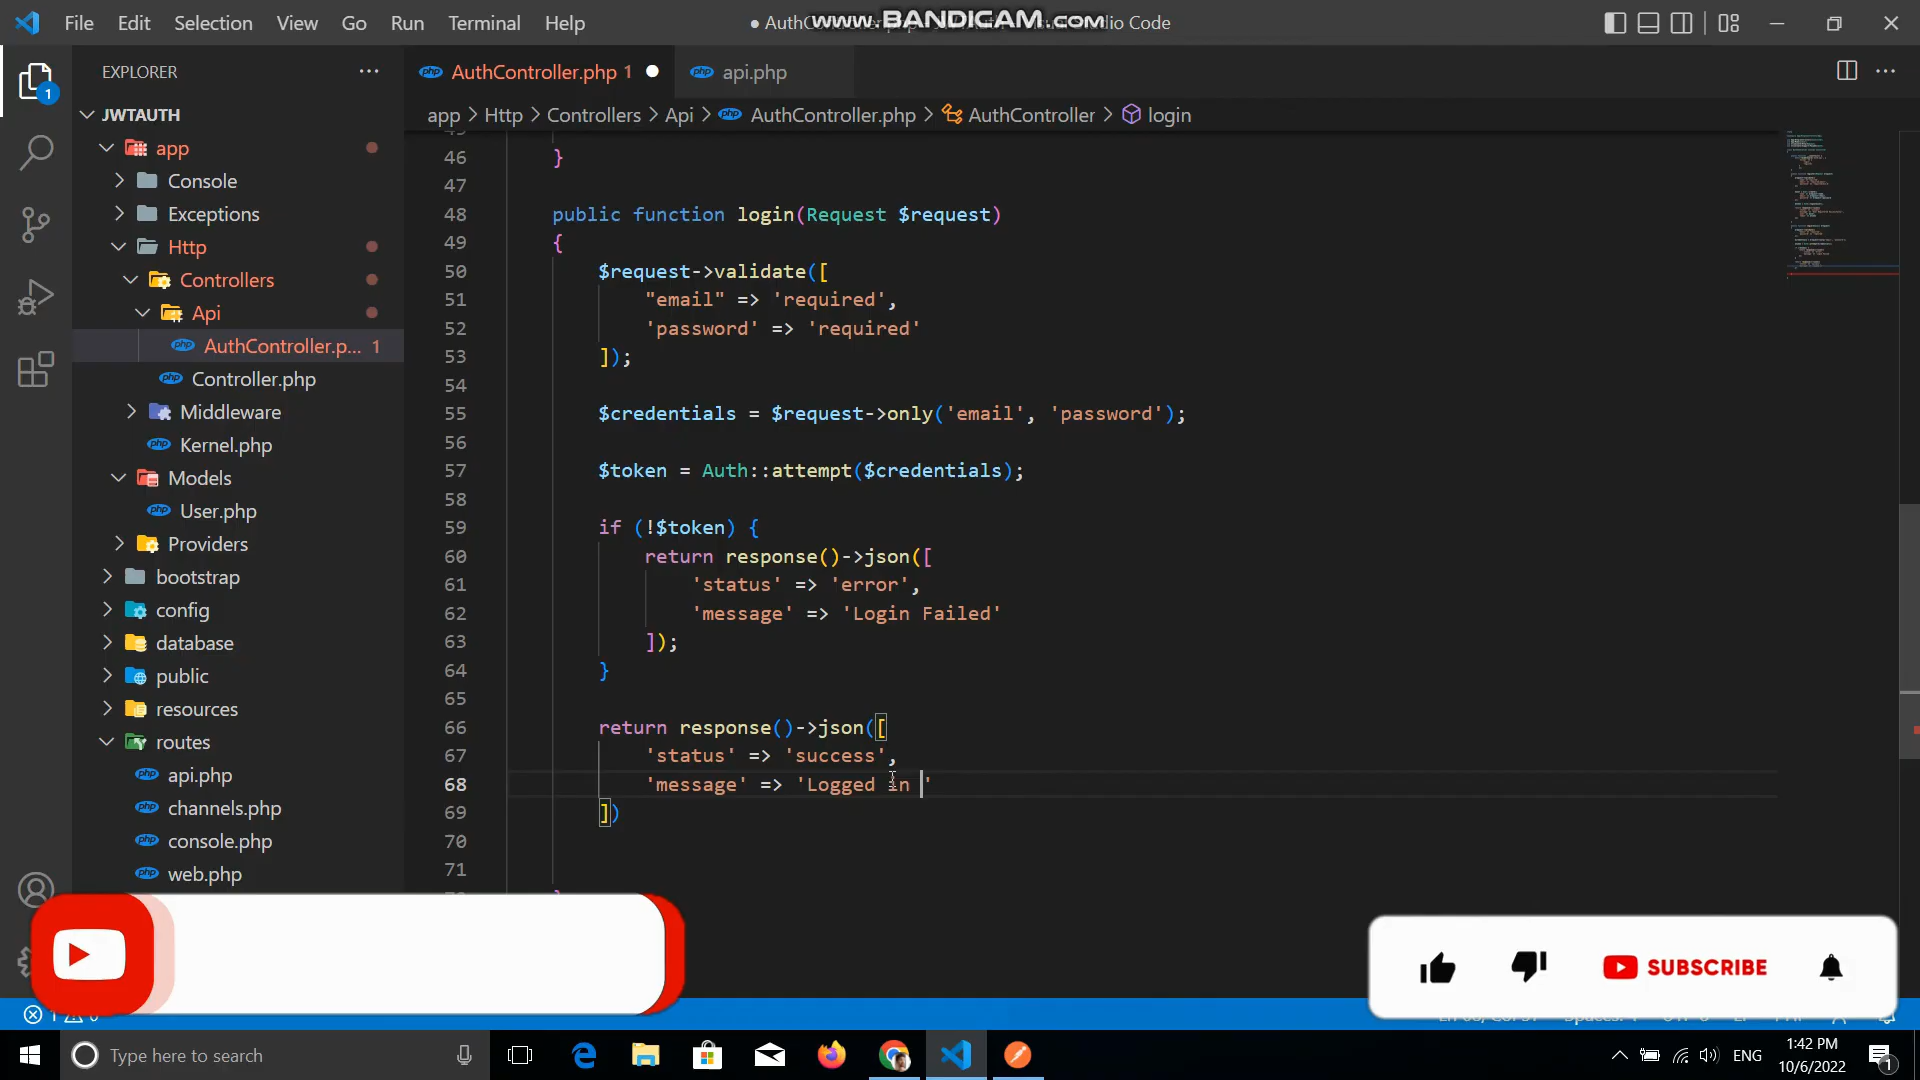 File Edit Selection View Go Run Terminal Help
www.BANDICAM.com
EXPLORER
AuthController.php 1
api.php
app > Http > Controllers > Api > AuthController.php > AuthController > login
JWTAUTH
app
Console
Exceptions
Http
Controllers
Api
AuthController.p... 1
Controller.php
Middleware
Kernel.php
Models
User.php
Providers
bootstrap
config
database
public
resources
routes
api.php
channels.php
console.php
web.php
1
46 }
47
48 public function login(Request $request)
49 {
50 $request->validate([
51 "email" => 'required',
52 'password' => 'required'
53 ]);
54
55 $credentials = $request->only('email', 'password');
56
57 $token = Auth::attempt($credentials);
58
59 if (!$token) {
60 return response()->json([
61 'status' => 'error',
62 'message' => 'Login Failed'
63 ]);
64 }
65
66 return response()->json([
67 'status' => 'success',
68 'message' => 'Logged in '
69 ])
70
71
SUBSCRIBE
Type here to search
ENG
1:42 PM
10/6/2022
1